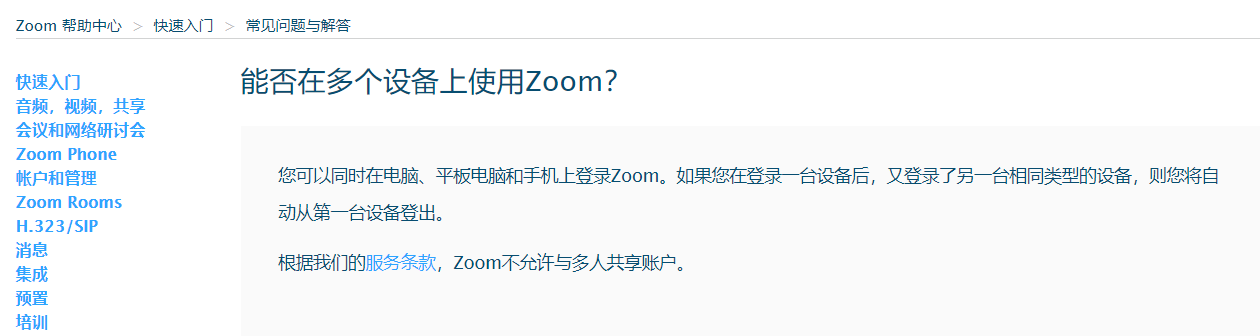 Zoom 帮助中心 > 快速入门 > 常见问题与解答
能否在多个设备上使用Zoom？
快速入门
音频，视频，共享
会议和网络研讨会
Zoom Phone
帐户和管理
Zoom Rooms
H.323/SIP
消息
集成
预置
培训
您可以同时在电脑、平板电脑和手机上登录Zoom。如果您在登录一台设备后，又登录了另一台相同类型的设备，则您将自
动从第一台设备登出。
根据我们的服务条款，Zoom不允许与多人共享账户。